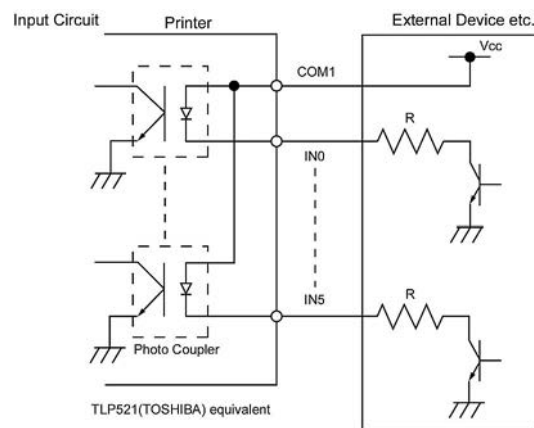 Input Circuit
Printer
External Device etc.
Vcc
COM1
R
IN0
R
IN5
Photo Coupler
TLP521(TOSHIBA) equivalent